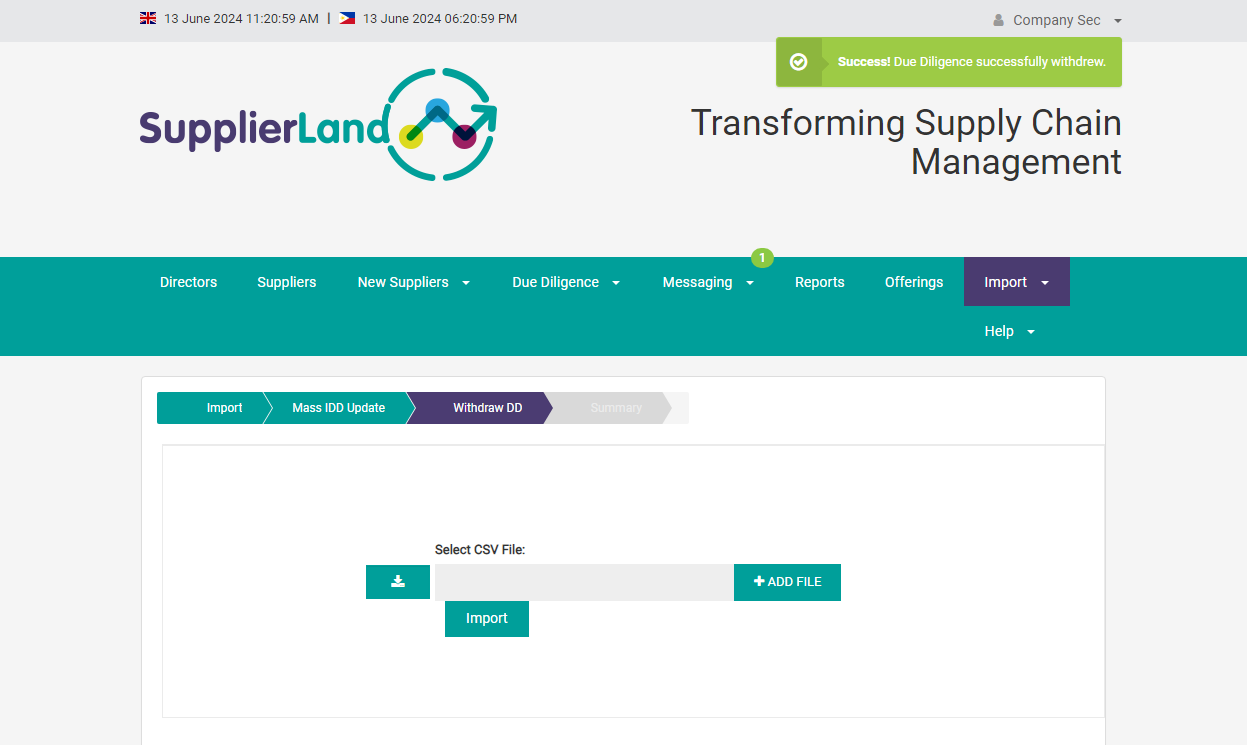 13 June 2024 11:20:59 AM | 13 June 2024 06:20:59 PM
Company Sec
Success! Due Diligence successfully withdrew.
SupplierLand
Transforming Supply Chain
Management
1
Directors Suppliers New Suppliers Due Diligence Messaging Reports Offerings Import
Help
Import Mass IDD Update Withdraw DD Summary
Select CSV File:
+ ADD FILE
Import